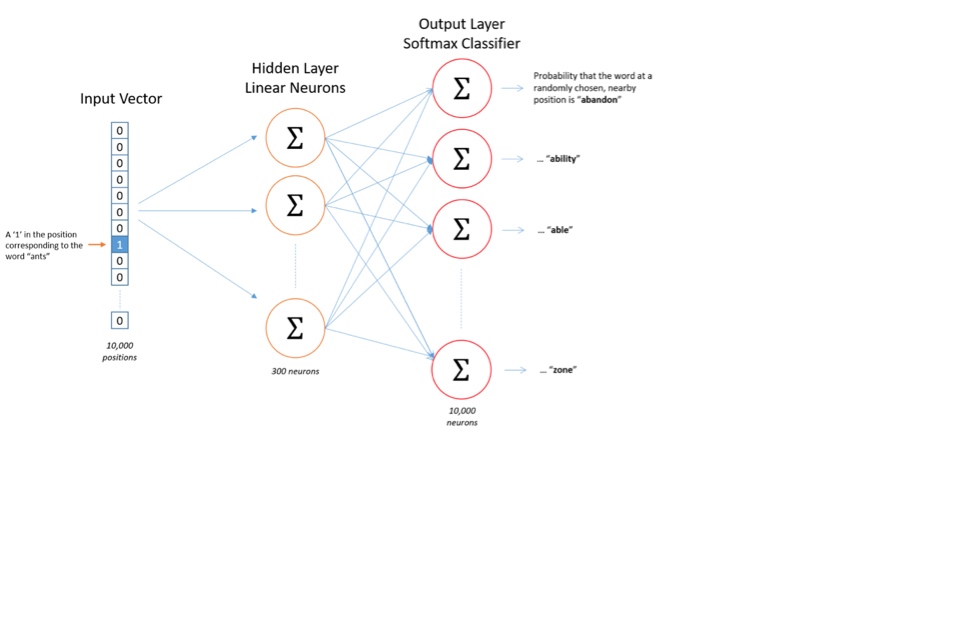 Output Layer
Softmax Classifier
Hidden Layer
Linear Neurons
Input Vector
0
0
0
0
0
0
0
1
0
0
0
A ‘1’ in the position
corresponding to the
word “ants”
10,000
positions
Σ
Σ
Σ
300 neurons
Σ
Σ
Σ
Σ
10,000
neurons
Probability that the word at a
randomly chosen, nearby
position is “abandon”
... “ability”
... “able”
... “zone”